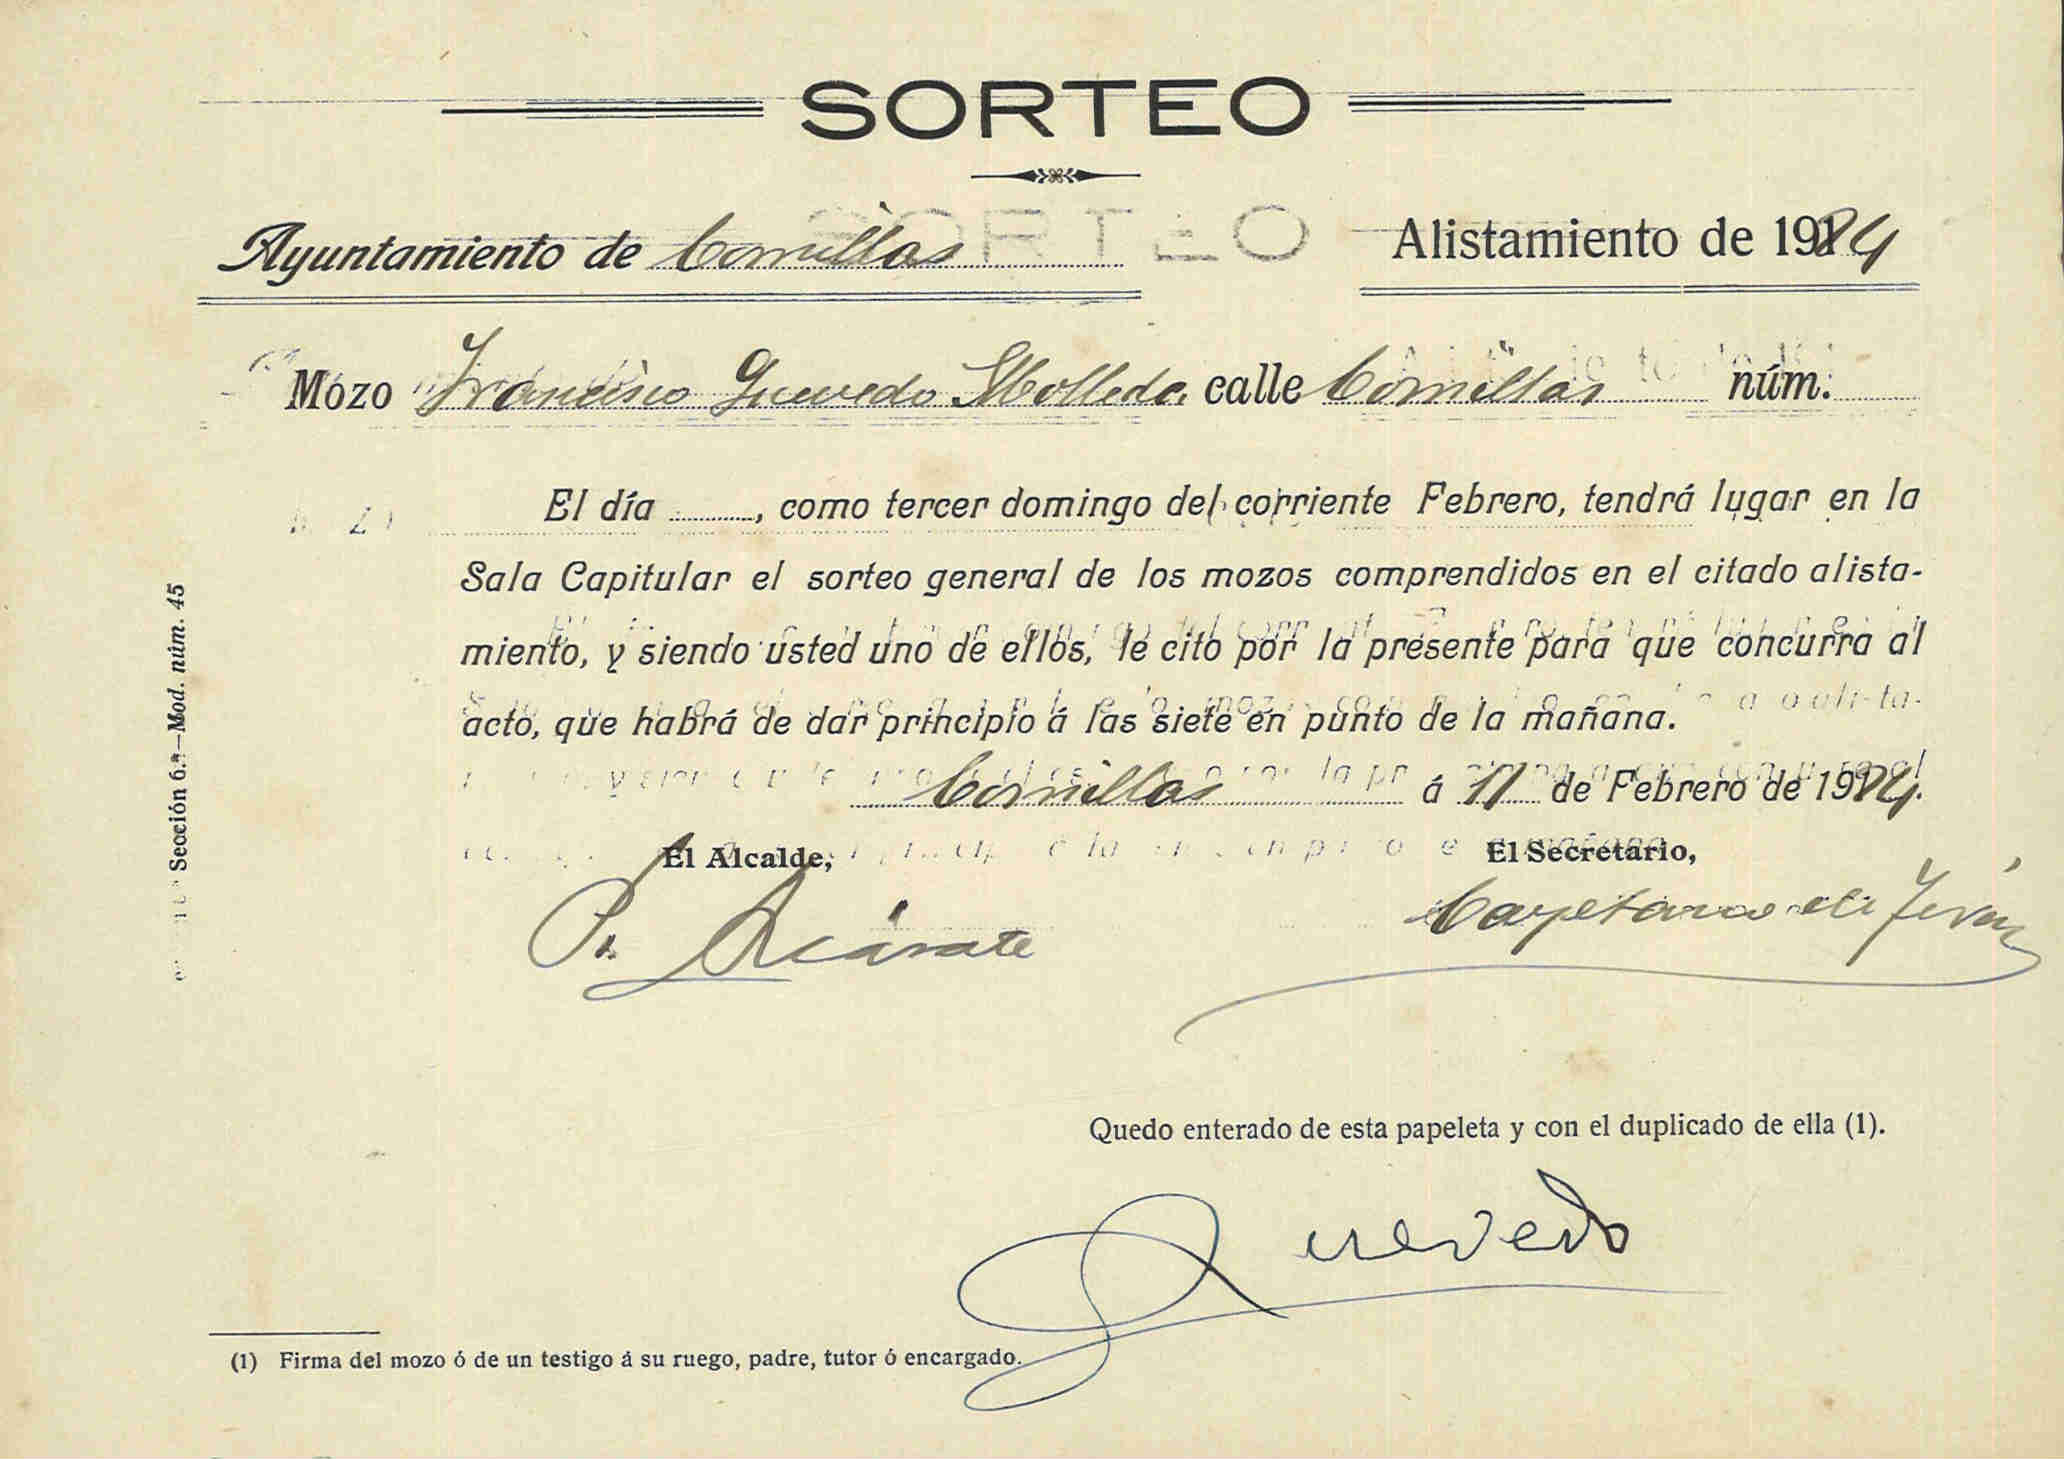 SORTEO
Ayuntamiento de Comillas Alistamiento de 1924
Mozo Francisco Quevedo Molleda calle Comillas núm.
El día , como tercer domingo del corriente Febrero, tendrá lugar en la
Sala Capitular el sorteo general de los mozos comprendidos en el citado alista-
miento, y siendo usted uno de ellos, le cito por la presente para que concurra al
acto, que habrá de dar principio á las siete en punto de la mañana.
Comillas á 11 de Febrero de 1924.
El Alcalde, El Secretario,
P. Cayetano de
Quedo enterado de esta papeleta y con el duplicado de ella (1).
Quevedo
(1) Firma del mozo ó de un testigo á su ruego, padre, tutor ó encargado.
Sección 6.ª—Mod. núm. 45